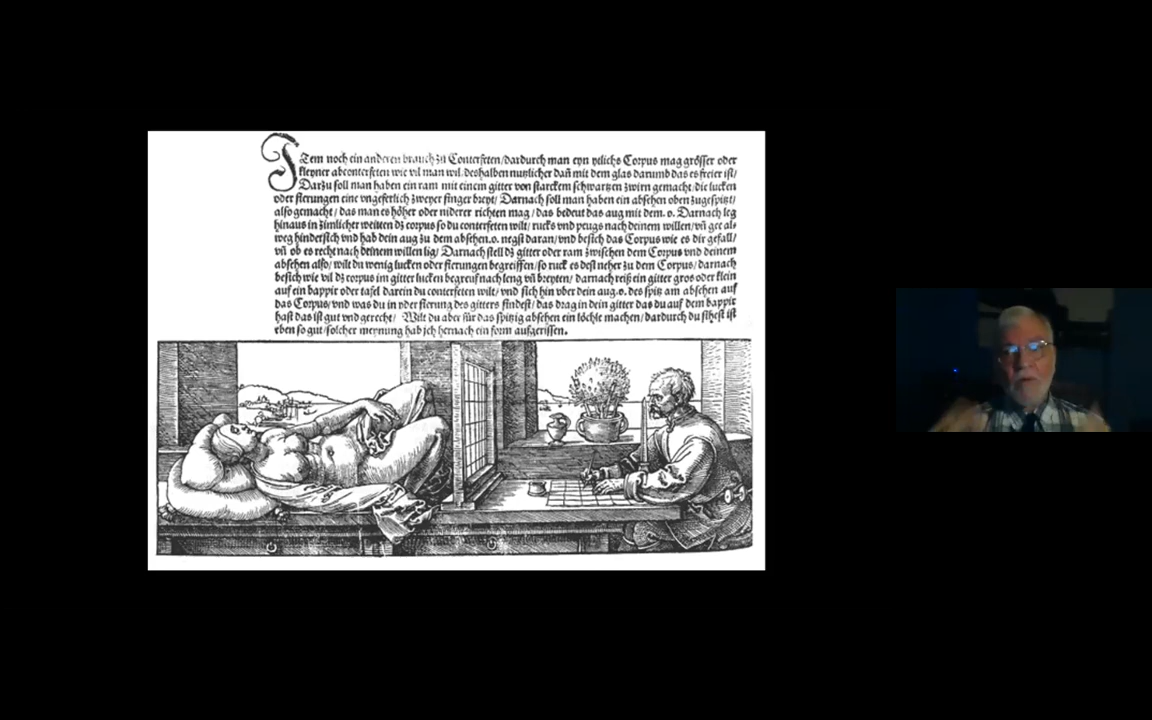 Item noch ein anderen brauch zu Conterfeten/dardurch man eyn yetlichs Corpus mag grösser oder
kleyner abconterfeten wie vil man wil. deshalben nutzlicher dañ mit dem glas darumb das es freier ist/
Darzu soll man haben ein ram mit einem gitter von starckem schwartzen zwirn gemacht/die lucken
oder fierungen eine vngeferlich zweyer finger breyt/ Darnach soll man haben ein absehen oben zugespitzt/
also gemacht/ das man es höher oder niderer richten mag/ das bedeut das aug mit dem .o. Darnach leg
hinaus in zimlicher weitten dz corpus so du conterfeten wilt/ rucks vnd peugs nach deinem willen/
weg hindersich vnd hab dein aug zu dem absehen .o. negst daran/vnd besich das Corpus wie es dir gefall/
vñ ob es recht nach deinem willen lig/ Darnach stell dz gitter oder ram zwischen dem Corpus vnd deinem
absehen also/ wilt du wenig lucken oder fierungen begreiffen/so ruck es dest neher zu dem Corpus/ darnach
besich wie vil dz corpus im gitter lucken begreuf nach leng vñ breyten/ darnach reiß ein gitter gros oder klein
auf ein bappir oder tafel darein du conterfeten wilt/ vnd sich hin vber dein aug .o. des spitz am absehen auf
das Corpus/vnd was du in yder fierung des gitters findest/das drag in dein gitter das du auf dem bappir
hast das ist gut vnd gerecht/ Wilt du aber für das spitzig absehen ein löchle machen/dardurch du sihest ist
eben so gut/solcher meynung hab ich hernach ein form aufgerissen.